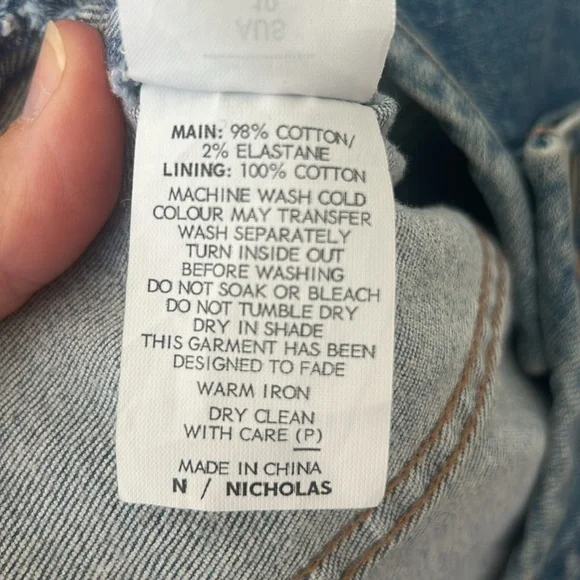 10
AUS
MAIN: 98% COTTON/
2% ELASTANE
LINING: 100% COTTON
MACHINE WASH COLD
COLOUR MAY TRANSFER
WASH SEPARATELY
TURN INSIDE OUT
BEFORE WASHING
DO NOT SOAK OR BLEACH
DO NOT TUMBLE DRY
DRY IN SHADE
THIS GARMENT HAS BEEN
DESIGNED TO FADE
WARM IRON
DRY CLEAN
WITH CARE (P)
MADE IN CHINA
N / NICHOLAS